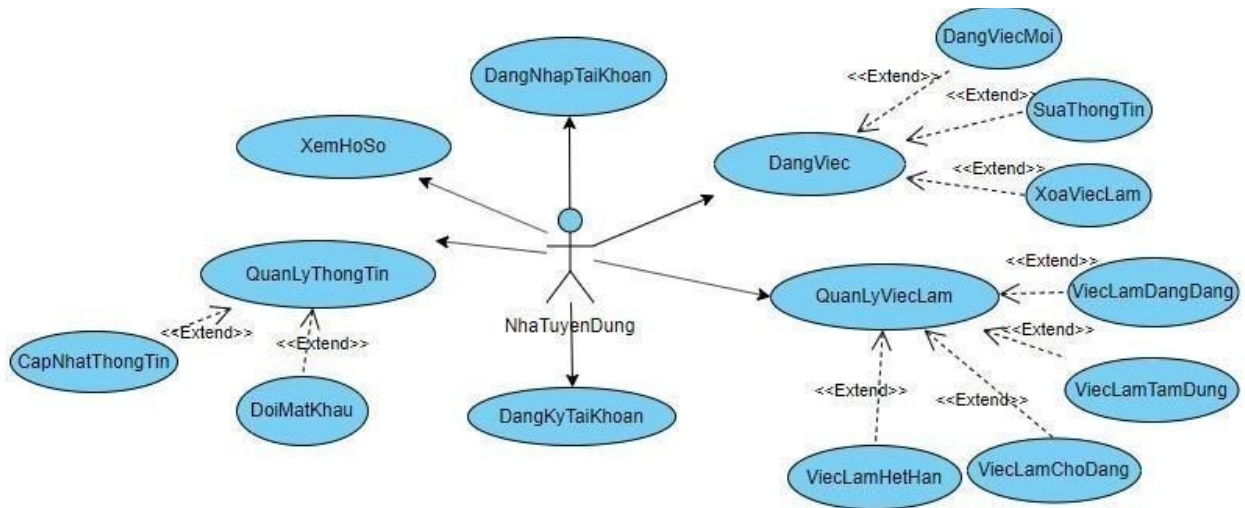 DangViecMoi
DangNhapTaiKhoan
<<Extend>>
<<Extend>>
SuaThongTin
XemHoSo
DangViec
<<Extend>>
XoaViecLam
QuanLyThongTin
<<Extend>>
QuanLyViecLam
ViecLamDangDang
NhaTuyenDung
<<Extend>>
<<Extend>>
<<Extend>>
CapNhatThongTin
<<Extend>>
ViecLamTamDung
<<Extend>>
DoiMatKhau
DangKyTaiKhoan
ViecLamHetHan
ViecLamChoDang